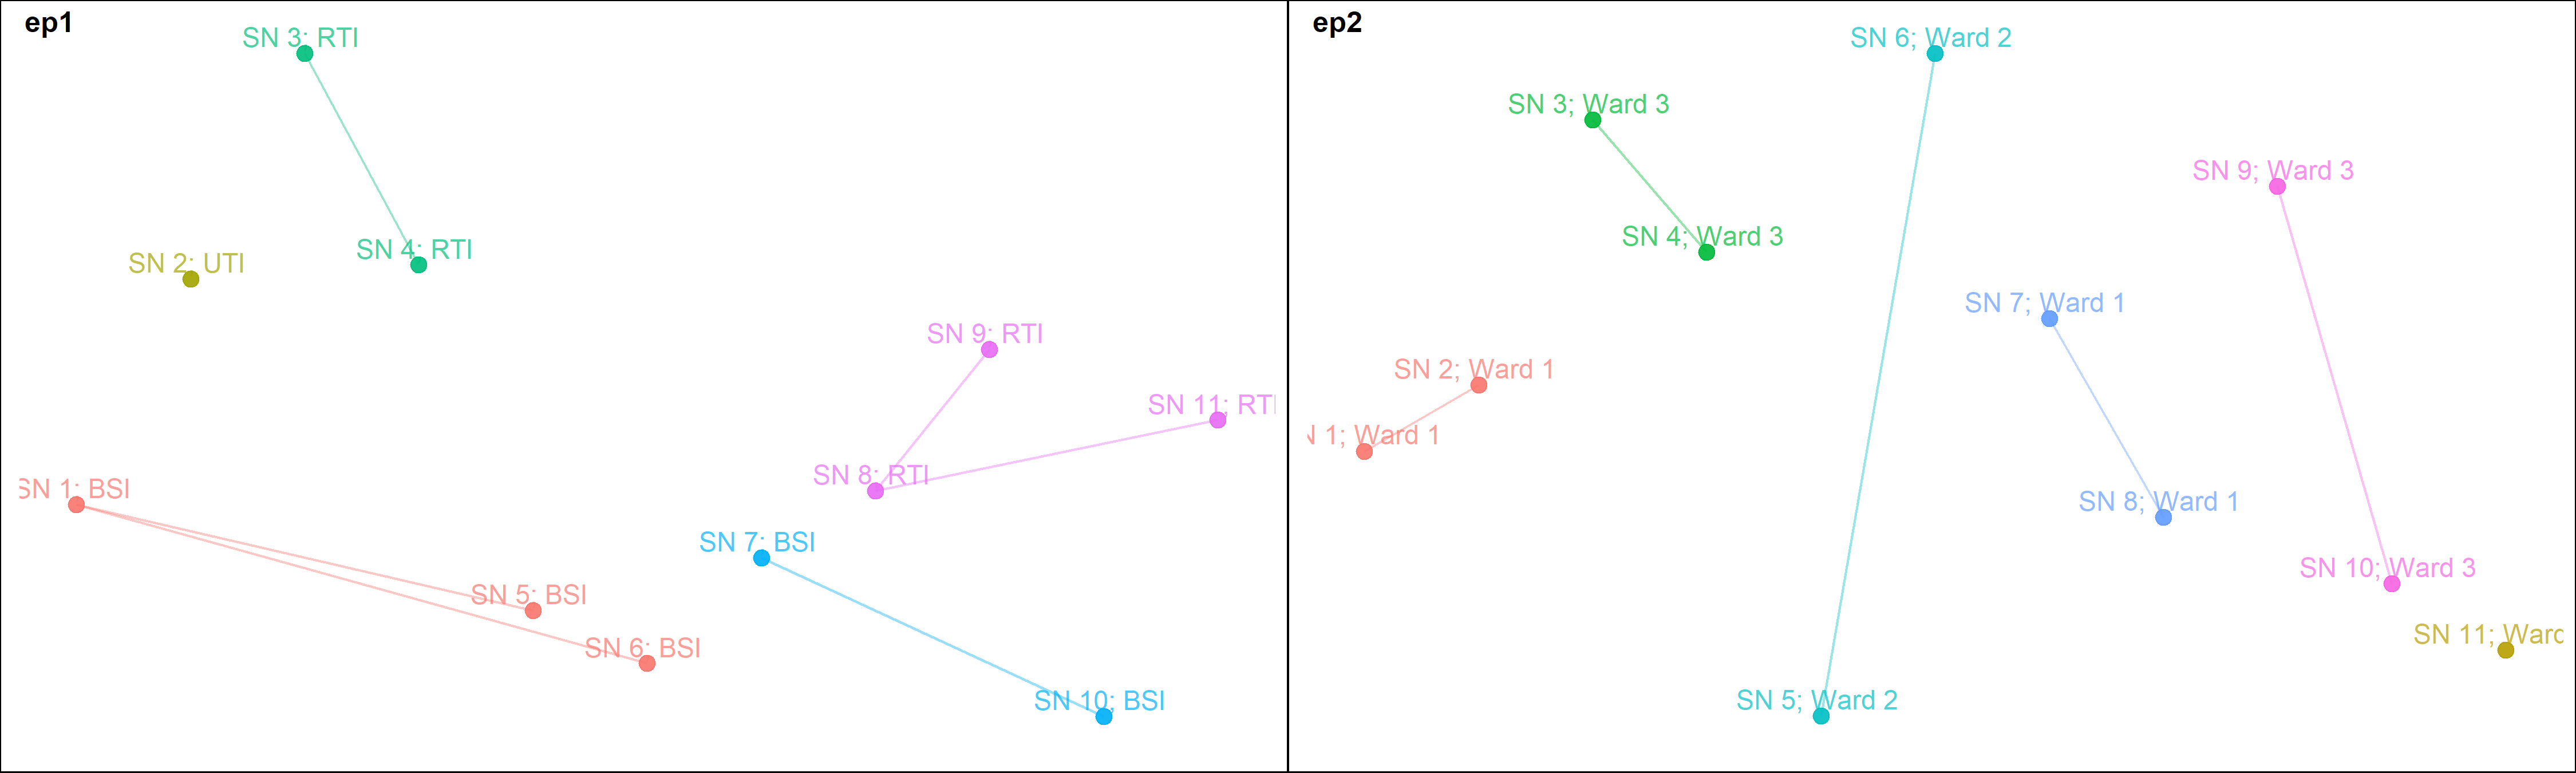 ep1
SN 3; RTI
SN 4; RTI
SN 2; UTI
SN 9; RTI
SN 11; RTI
SN 8; RTI
SN 1; BSI
SN 7; BSI
SN 5; BSI
SN 6; BSI
SN 10; BSI
ep2
SN 6; Ward 2
SN 3; Ward 3
SN 9; Ward 3
SN 4; Ward 3
SN 7; Ward 1
SN 2; Ward 1
N 1; Ward 1
SN 8; Ward 1
SN 10; Ward 3
SN 11; Ward
SN 5; Ward 2